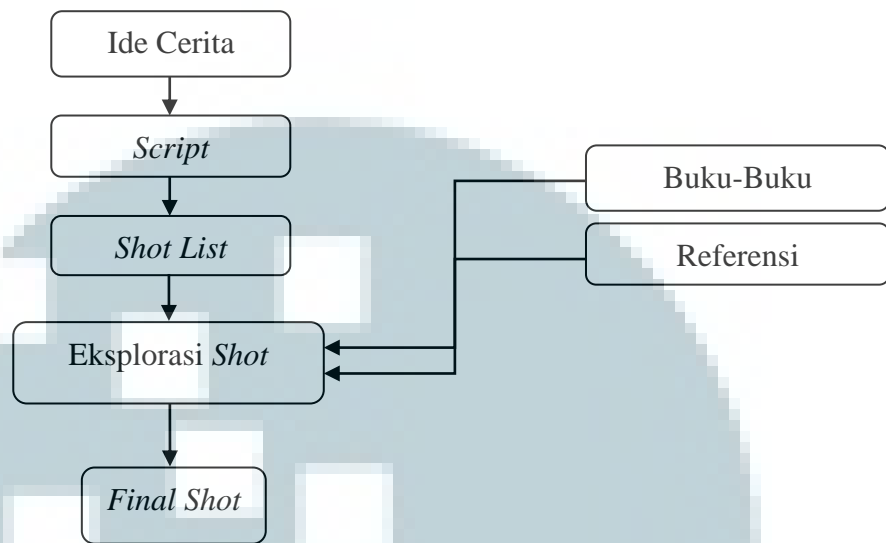 Ide Cerita
Script
Shot List
Eksplorasi Shot
Final Shot
Buku-Buku
Referensi